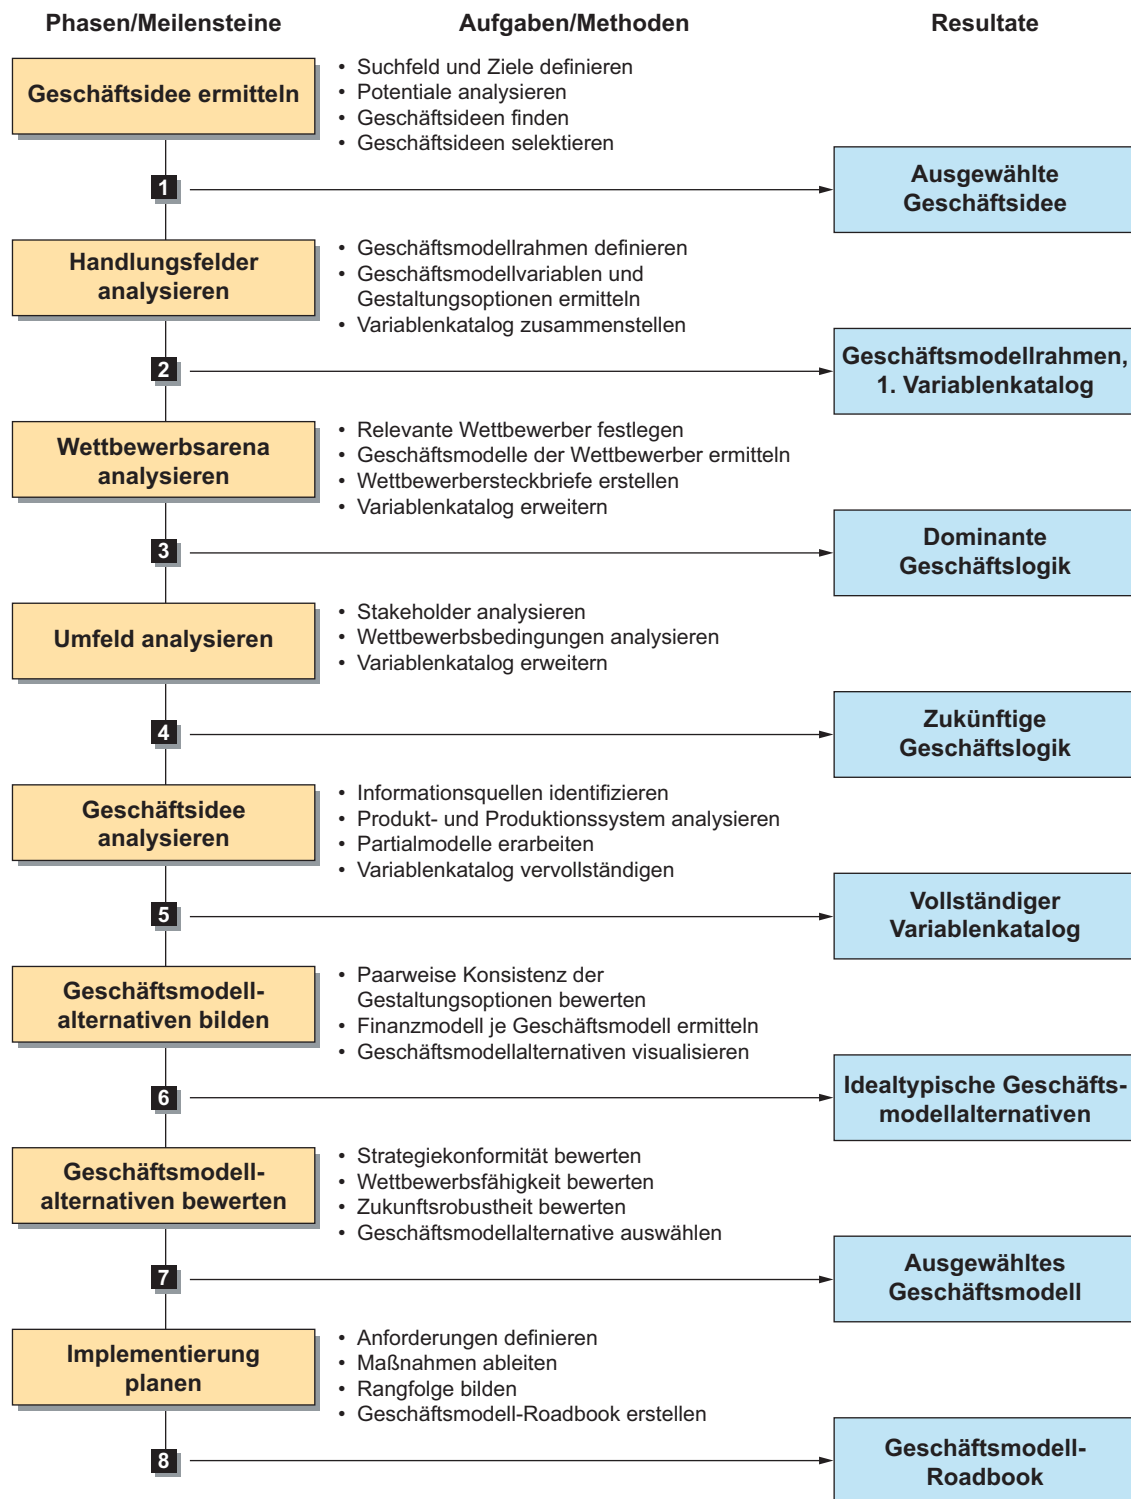 Phasen/Meilensteine
Aufgaben/Methoden
Resultate
Geschäftsidee ermitteln
• Suchfeld und Ziele definieren
• Potentiale analysieren
• Geschäftsideen finden
• Geschäftsideen selektieren
1
Ausgewählte
Geschäftsidee
Handlungsfelder
analysieren
• Geschäftsmodellrahmen definieren
• Geschäftsmodellvariablen und
Gestaltungsoptionen ermitteln
• Variablenkatalog zusammenstellen
2
Geschäftsmodellrahmen,
1. Variablenkatalog
Wettbewerbsarena
analysieren
• Relevante Wettbewerber festlegen
• Geschäftsmodelle der Wettbewerber ermitteln
• Wettbewerbersteckbriefe erstellen
• Variablenkatalog erweitern
3
Dominante
Geschäftslogik
Umfeld analysieren
• Stakeholder analysieren
• Wettbewerbsbedingungen analysieren
• Variablenkatalog erweitern
4
Zukünftige
Geschäftslogik
Geschäftsidee
analysieren
• Informationsquellen identifizieren
• Produkt- und Produktionssystem analysieren
• Partialmodelle erarbeiten
• Variablenkatalog vervollständigen
5
Vollständiger
Variablenkatalog
Geschäftsmodell-
alternativen bilden
• Paarweise Konsistenz der
Gestaltungsoptionen bewerten
• Finanzmodell je Geschäftsmodell ermitteln
• Geschäftsmodellalternativen visualisieren
6
Idealtypische Geschäfts-
modellalternativen
Geschäftsmodell-
alternativen bewerten
• Strategiekonformität bewerten
• Wettbewerbsfähigkeit bewerten
• Zukunftsrobustheit bewerten
• Geschäftsmodellalternative auswählen
7
Ausgewähltes
Geschäftsmodell
Implementierung
planen
• Anforderungen definieren
• Maßnahmen ableiten
• Rangfolge bilden
• Geschäftsmodell-Roadbook erstellen
8
Geschäftsmodell-
Roadbook